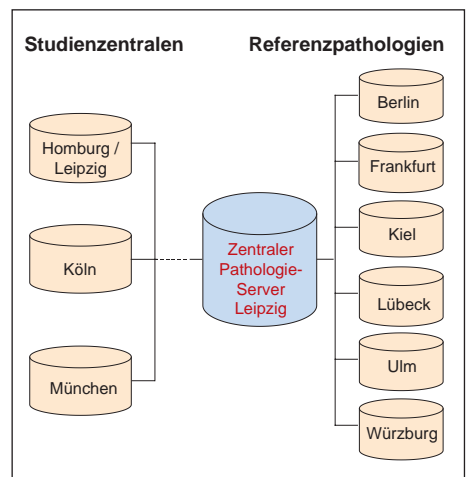 Studienzentralen
Referenzpathologien
Homburg /
Leipzig
Köln
München
Zentraler
Pathologie-
Server
Leipzig
Berlin
Frankfurt
Kiel
Lübeck
Ulm
Würzburg